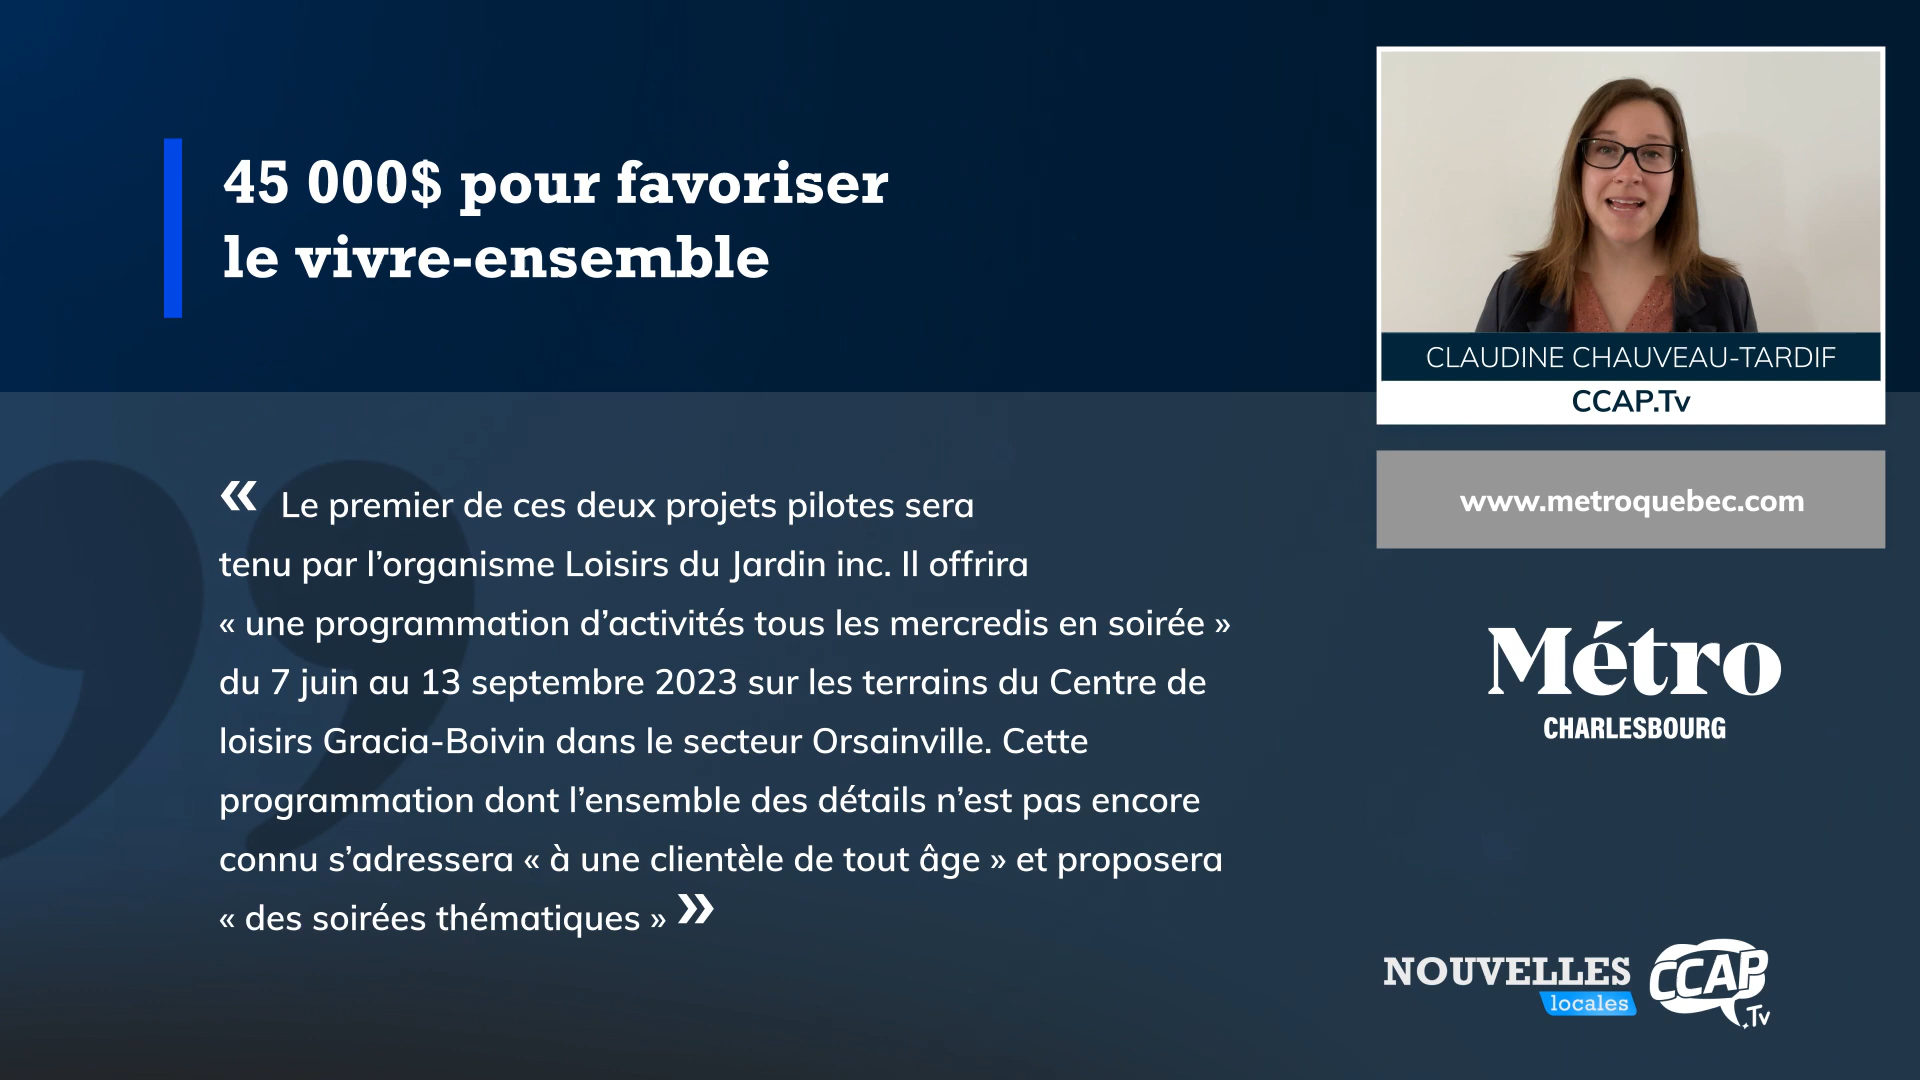 45 000$ pour favoriser
le vivre-ensemble
« Le premier de ces deux projets pilotes sera
tenu par l’organisme Loisirs du Jardin inc. Il offrira
« une programmation d’activités tous les mercredis en soirée »
du 7 juin au 13 septembre 2023 sur les terrains du Centre de
loisirs Gracia-Boivin dans le secteur Orsainville. Cette
programmation dont l’ensemble des détails n’est pas encore
connu s’adressera « à une clientèle de tout âge » et proposera
« des soirées thématiques » »
CLAUDINE CHAUVEAU-TARDIF
CCAP.Tv
www.metroquebec.com
Métro
CHARLESBOURG
NOUVELLES
locales
CCAP
.Tv